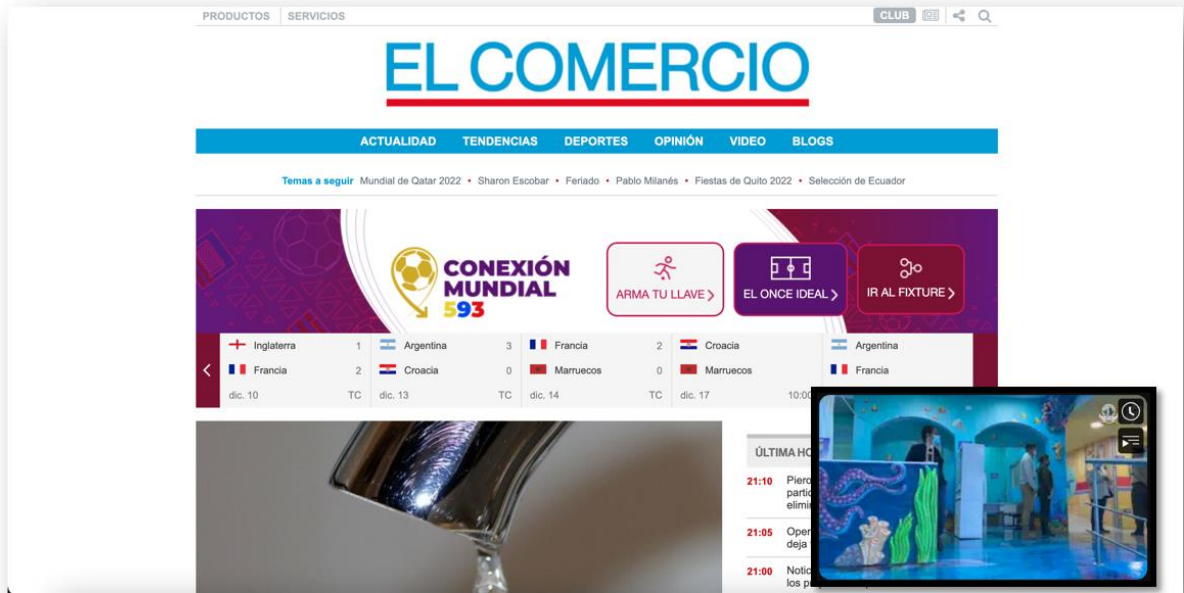 PRODUCTOS SERVICIOS CLUB
EL COMERCIO
ACTUALIDAD TENDENCIAS DEPORTES OPINIÓN VIDEO BLOGS
Temas a seguir Mundial de Qatar 2022 • Sharon Escobar • Feriado • Pablo Milanés • Fiestas de Quito 2022 • Selección de Ecuador
CONEXIÓN
MUNDIAL
593
ARMA TU LLAVE EL ONCE IDEAL IR AL FIXTURE
Inglaterra 1 Argentina 3 Francia 2 Croacia Argentina
Francia 2 Croacia 0 Marruecos 0 Marruecos Francia
dic. 10 TC dic. 13 TC dic. 14 TC dic. 17 10:00
ÚLTIMA
21:10 Piero
21:05
deja
21:00
los